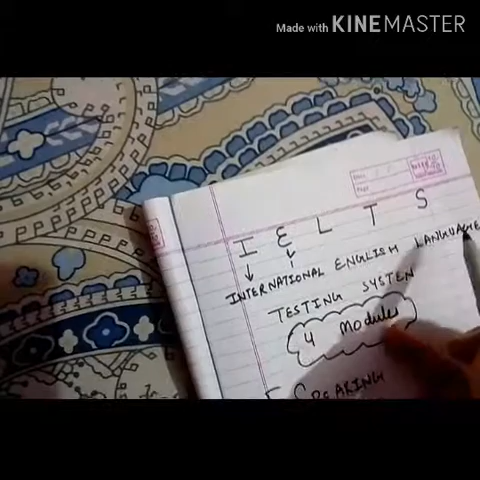 Made with KINEMASTER
I E L T S
INTERNATIONAL ENGLISH LANGUAGE
TESTING SYSTEM
4 Modules
SPEAKING